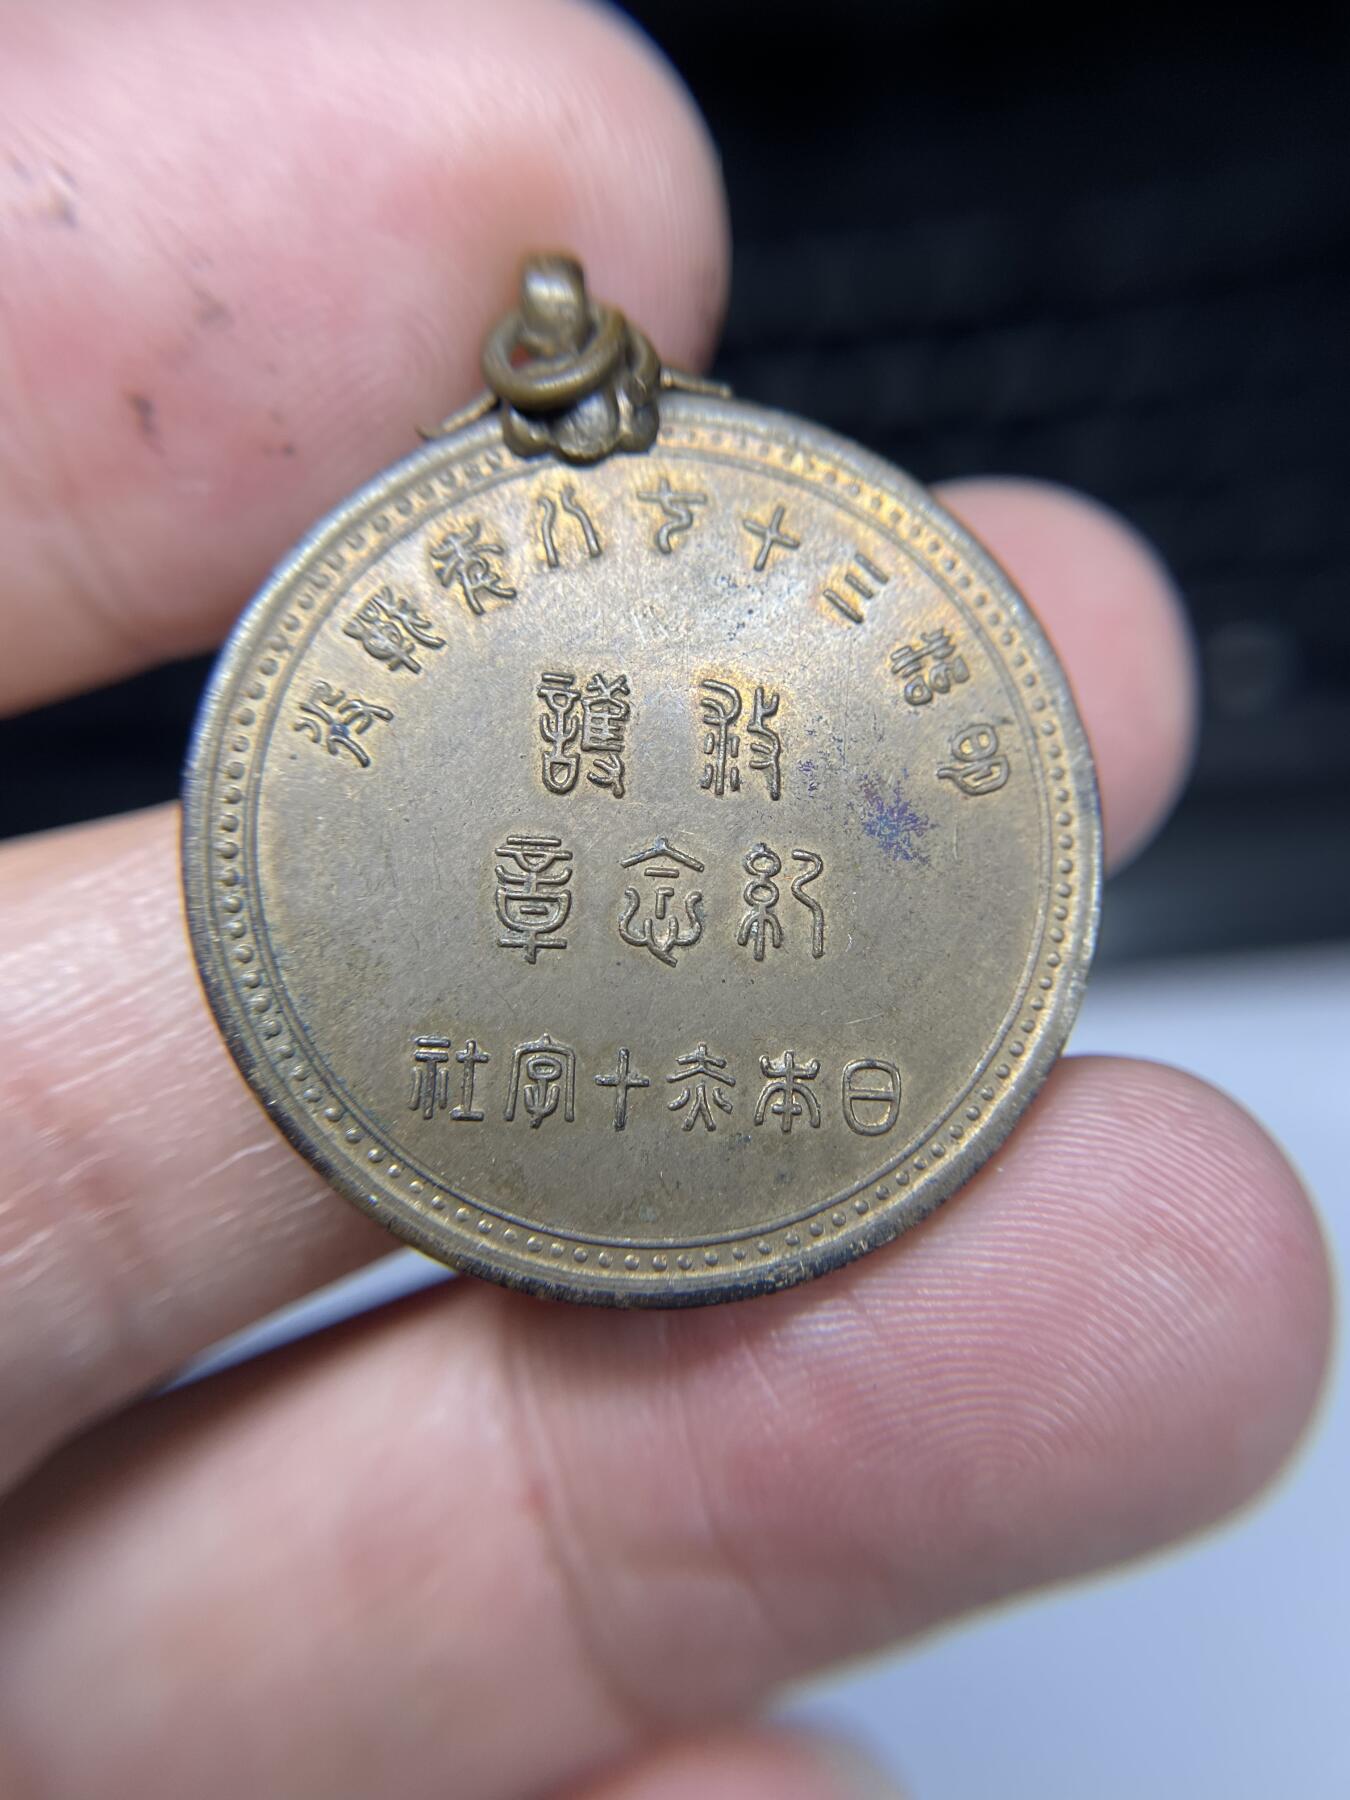 明治三十七八年戰役
救護
紀念章
日本赤十字社